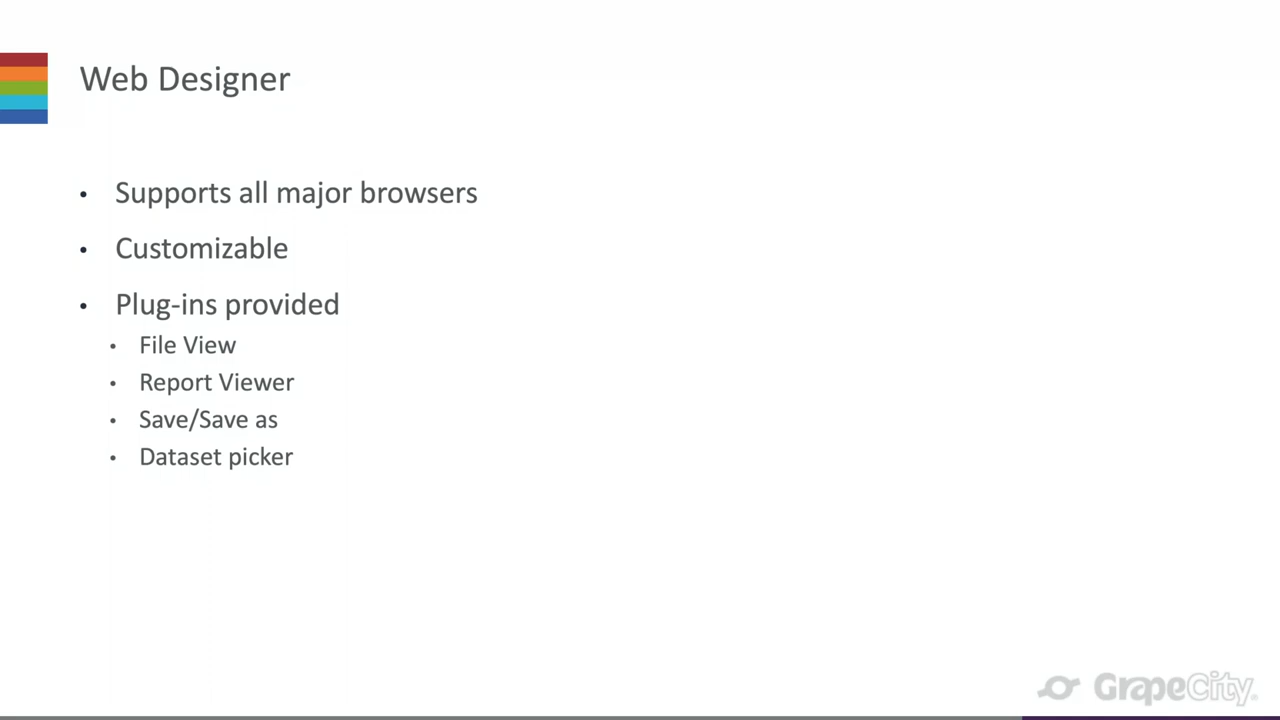 Web Designer
• Supports all major browsers
• Customizable
• Plug-ins provided
• File View
• Report Viewer
• Save/Save as
• Dataset picker
GrapeCity.